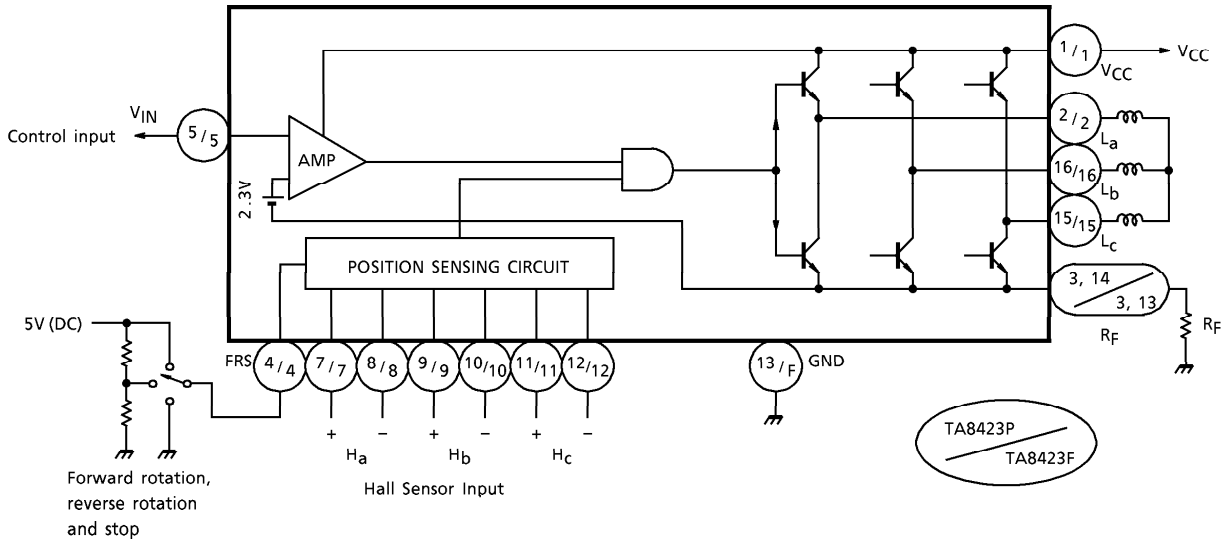 1/1
VCC
VCC
VIN
Control input
5/5
AMP
2.3V
2/2
La
16/16
Lb
15/15
Lc
POSITION SENSING CIRCUIT
3, 14
3, 13
RF
RF
5V (DC)
FRS
4/4
7/7
8/8
9/9
10/10
11/11
12/12
13/F
GND
+
−
+
−
+
−
Ha
Hb
Hc
Hall Sensor Input
Forward rotation,
reverse rotation
and stop
TA8423P
TA8423F